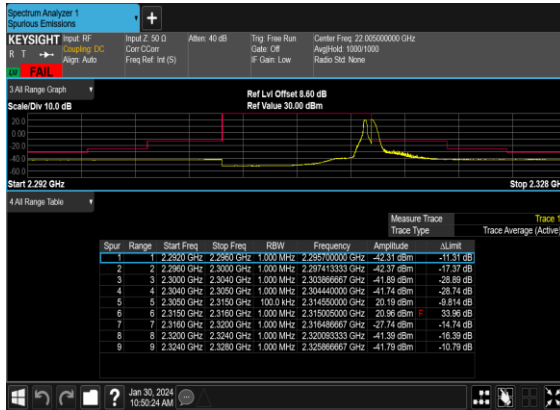 Spectrum Analyzer 1
Spurious Emissions
+
KEYSIGHT Input: RF Input Z: 50 Ω Atten: 40 dB Trig: Free Run Center Freq: 22.005000000 GHz
R T Coupling: DC Corr CCorr Gate: Off Avg|Hold: 1000/1000
Align: Auto Freq Ref: Int (S) IF Gain: Low Radio Std: None
FAIL
3 All Range Graph Ref Lvl Offset 8.60 dB
Scale/Div 10.0 dB Ref Value 30.00 dBm
20.0
0.00
-20.0
-40.0
-60.0
Start 2.292 GHz Stop 2.328 GH
4 All Range Table
Measure Trace Trace 1
Trace Type Trace Average (Active)
Spur Range Start Freq Stop Freq RBW Frequency Amplitude ΔLimit
1 1 2.2920 GHz 2.2960 GHz 1.000 MHz 2.295700000 GHz -42.31 dBm -11.31 dB
2 2 2.2960 GHz 2.3000 GHz 1.000 MHz 2.297413333 GHz -42.37 dBm -17.37 dB
3 3 2.3000 GHz 2.3040 GHz 1.000 MHz 2.303866667 GHz -41.89 dBm -28.89 dB
4 4 2.3040 GHz 2.3050 GHz 1.000 MHz 2.304440000 GHz -41.74 dBm -28.74 dB
5 5 2.3050 GHz 2.3150 GHz 100.0 kHz 2.314550000 GHz 20.19 dBm -9.814 dB
6 6 2.3150 GHz 2.3160 GHz 1.000 MHz 2.315005000 GHz 20.96 dBm F 33.96 dB
7 7 2.3160 GHz 2.3200 GHz 1.000 MHz 2.316486667 GHz -27.74 dBm -14.74 dB
8 8 2.3200 GHz 2.3240 GHz 1.000 MHz 2.320093333 GHz -41.39 dBm -16.39 dB
9 9 2.3240 GHz 2.3280 GHz 1.000 MHz 2.325866667 GHz -41.79 dBm -10.79 dB
? Jan 30, 2024
10:50:24 AM